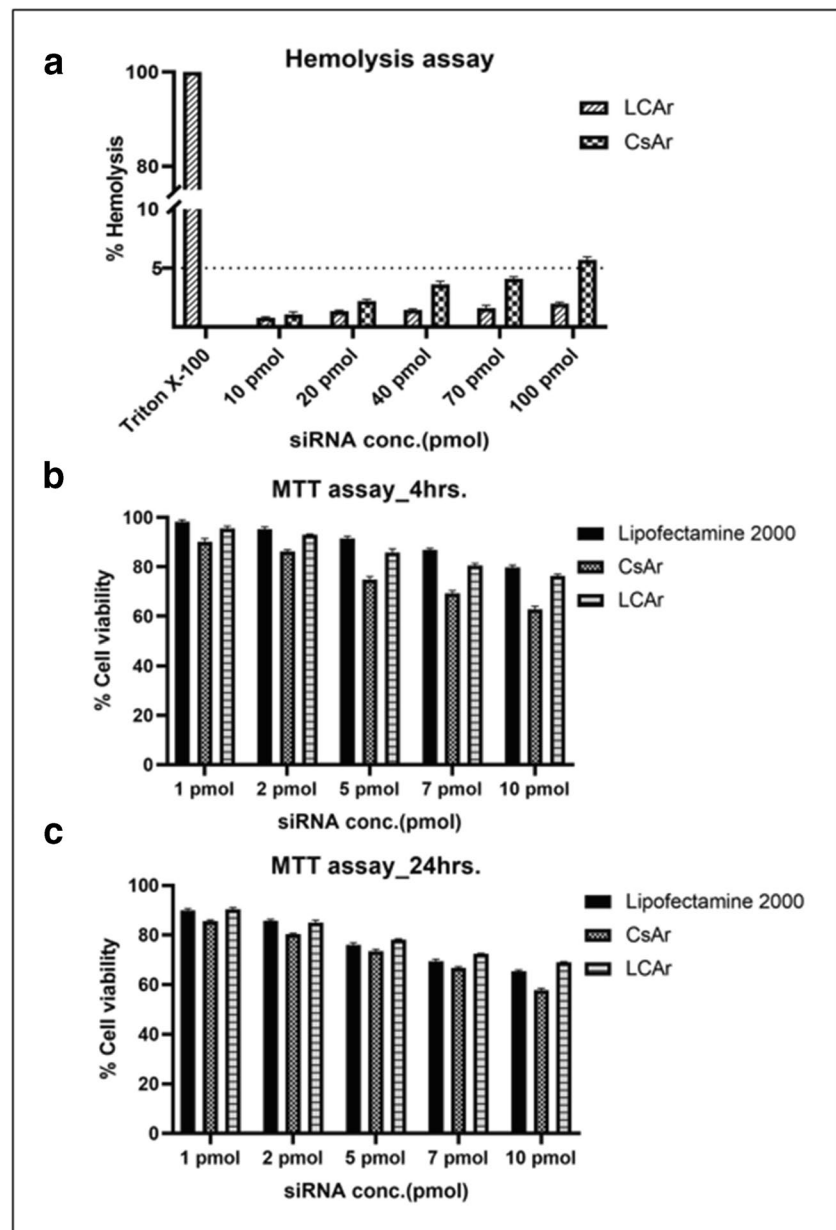 a
Hemolysis assay
100
80
10
5
% Hemolysis
LCAr
CsAr
Triton X-100
10 pmol
20 pmol
40 pmol
70 pmol
100 pmol
siRNA conc.(pmol)
b
MTT assay_4hrs.
100
80
60
40
20
0
% Cell viability
Lipofectamine 2000
CsAr
LCAr
1 pmol
2 pmol
5 pmol
7 pmol
10 pmol
siRNA conc.(pmol)
c
MTT assay_24hrs.
100
80
60
40
20
0
% Cell viability
Lipofectamine 2000
CsAr
LCAr
1 pmol
2 pmol
5 pmol
7 pmol
10 pmol
siRNA conc.(pmol)